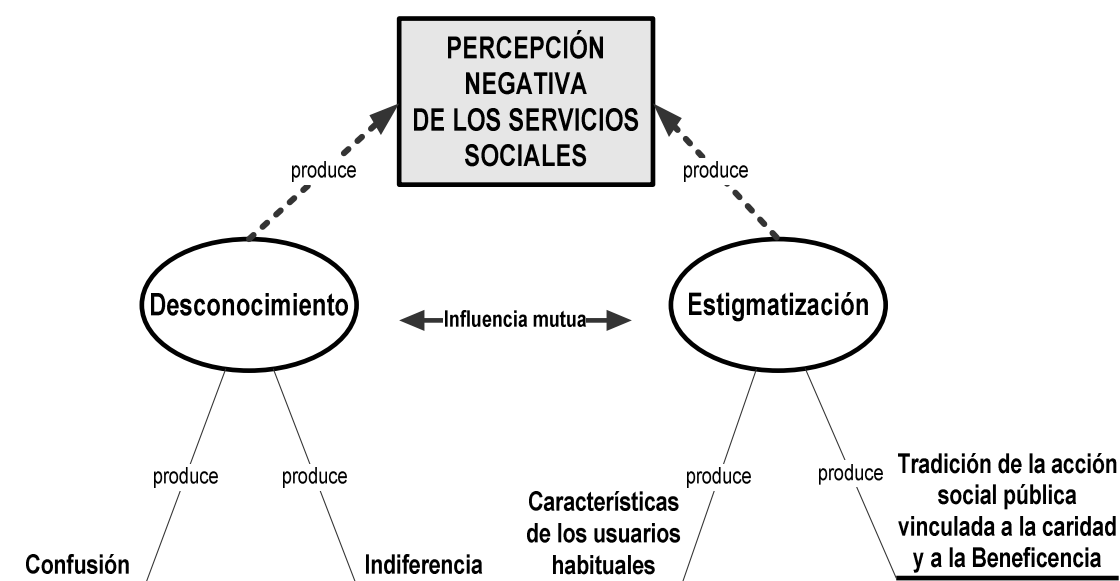 PERCEPCIÓN
NEGATIVA
DE LOS SERVICIOS
SOCIALES
produce
produce
Desconocimiento
Influencia mutua
Estigmatización
produce
produce
produce
produce
Confusión
Indiferencia
Características
de los usuarios
habituales
Tradición de la acción
social pública
vinculada a la caridad
y a la Beneficencia